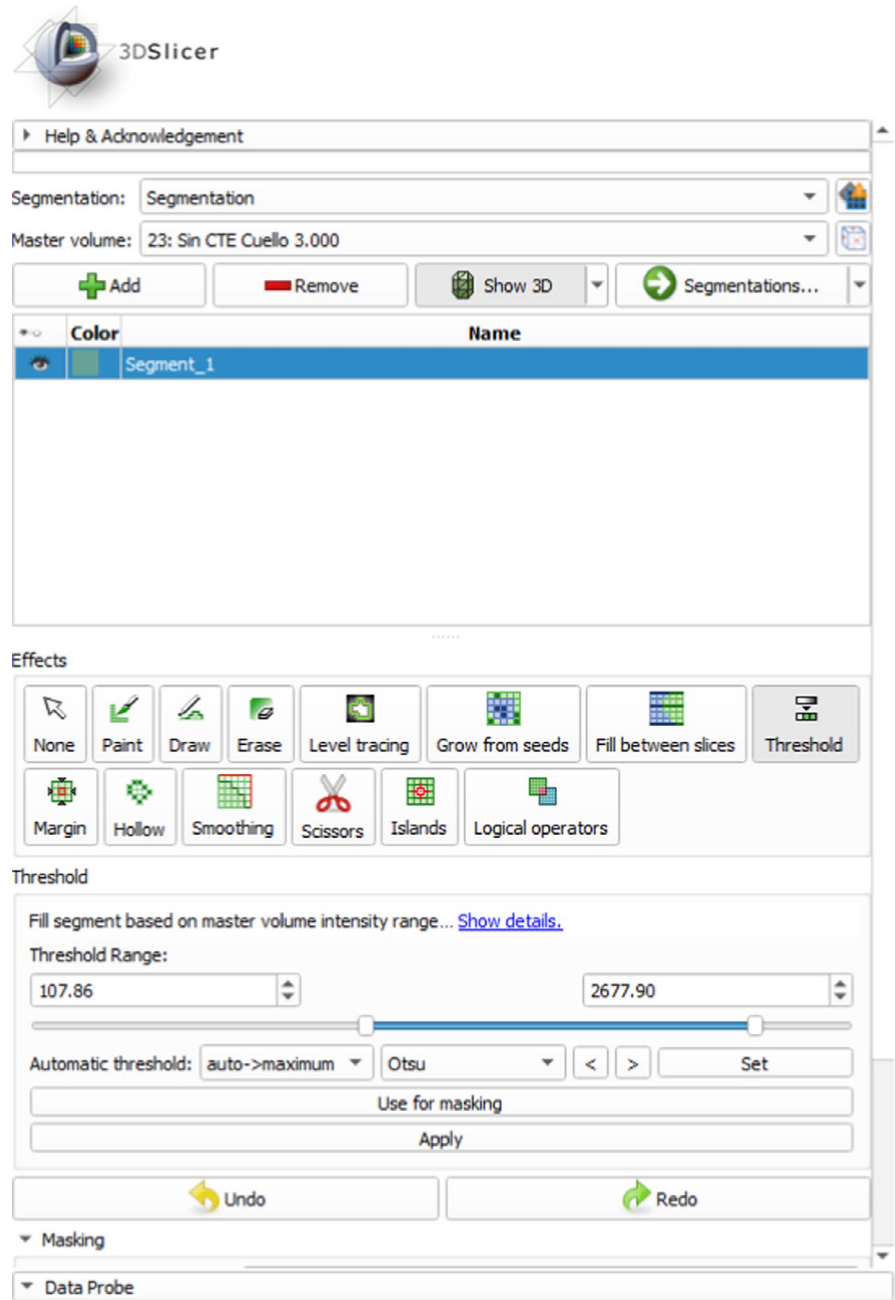 3DSlicer
Help & Acknowledgement
Segmentation: Segmentation
Master volume: 23: Sin CTE Cuello 3.000
Add Remove Show 3D Segmentations...
Color Name
Segment_1
Effects
None Paint Draw Erase Level tracing Grow from seeds Fill between slices Threshold
Margin Hollow Smoothing Scissors Islands Logical operators
Threshold
Fill segment based on master volume intensity range... Show details.
Threshold Range:
107.86 2677.90
Automatic threshold: auto->maximum Otsu < > Set
Use for masking
Apply
Undo Redo
Masking
Data Probe